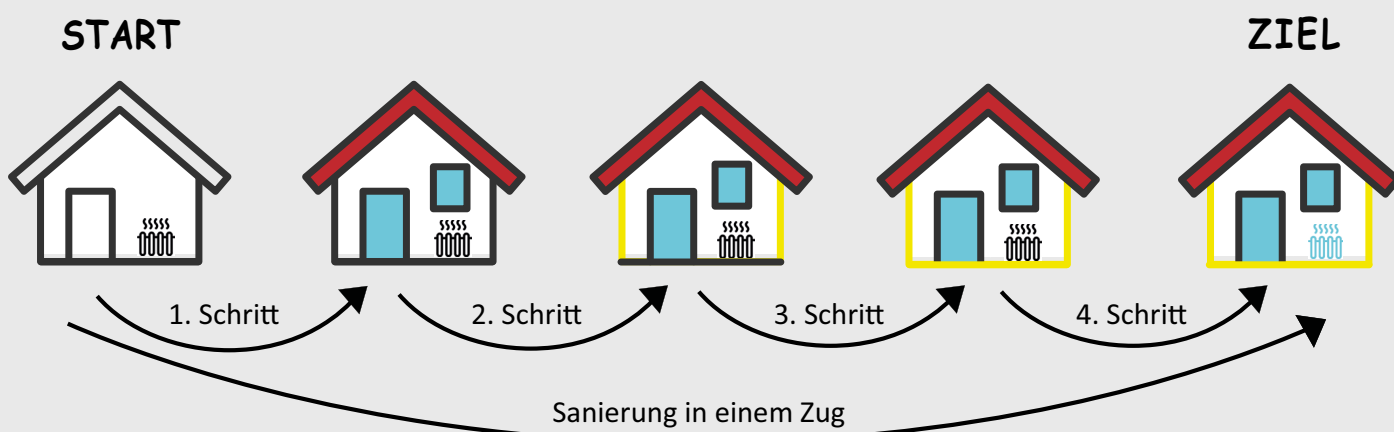 START
ZIEL
1. Schritt
2. Schritt
3. Schritt
4. Schritt
Sanierung in einem Zug